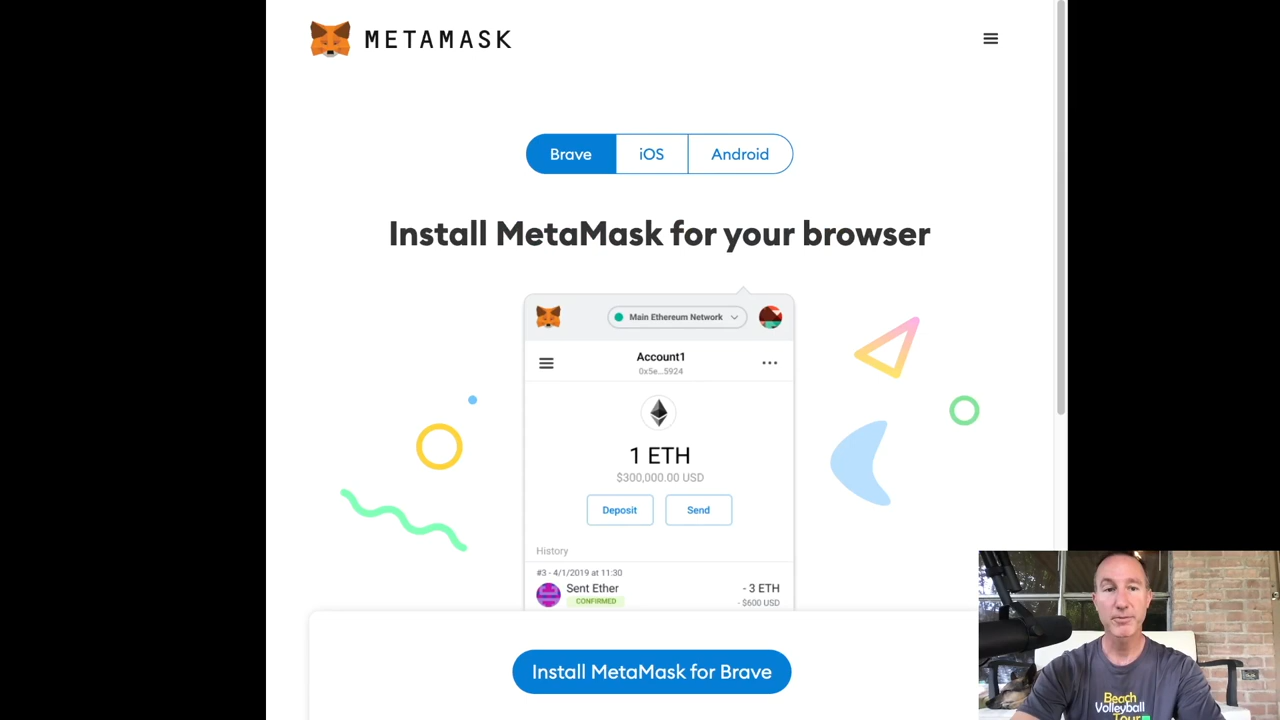 METAMASK
Brave
iOS
Android
Install MetaMask for your browser
Main Ethereum Network
Account1
0x5e...5924
1 ETH
$300,000.00 USD
Deposit
Send
History
#3 - 4/1/2019 at 11:30
Sent Ether
- 3 ETH
CONFIRMED
- $600 USD
Install MetaMask for Brave
Beach
Volleyball
Tour